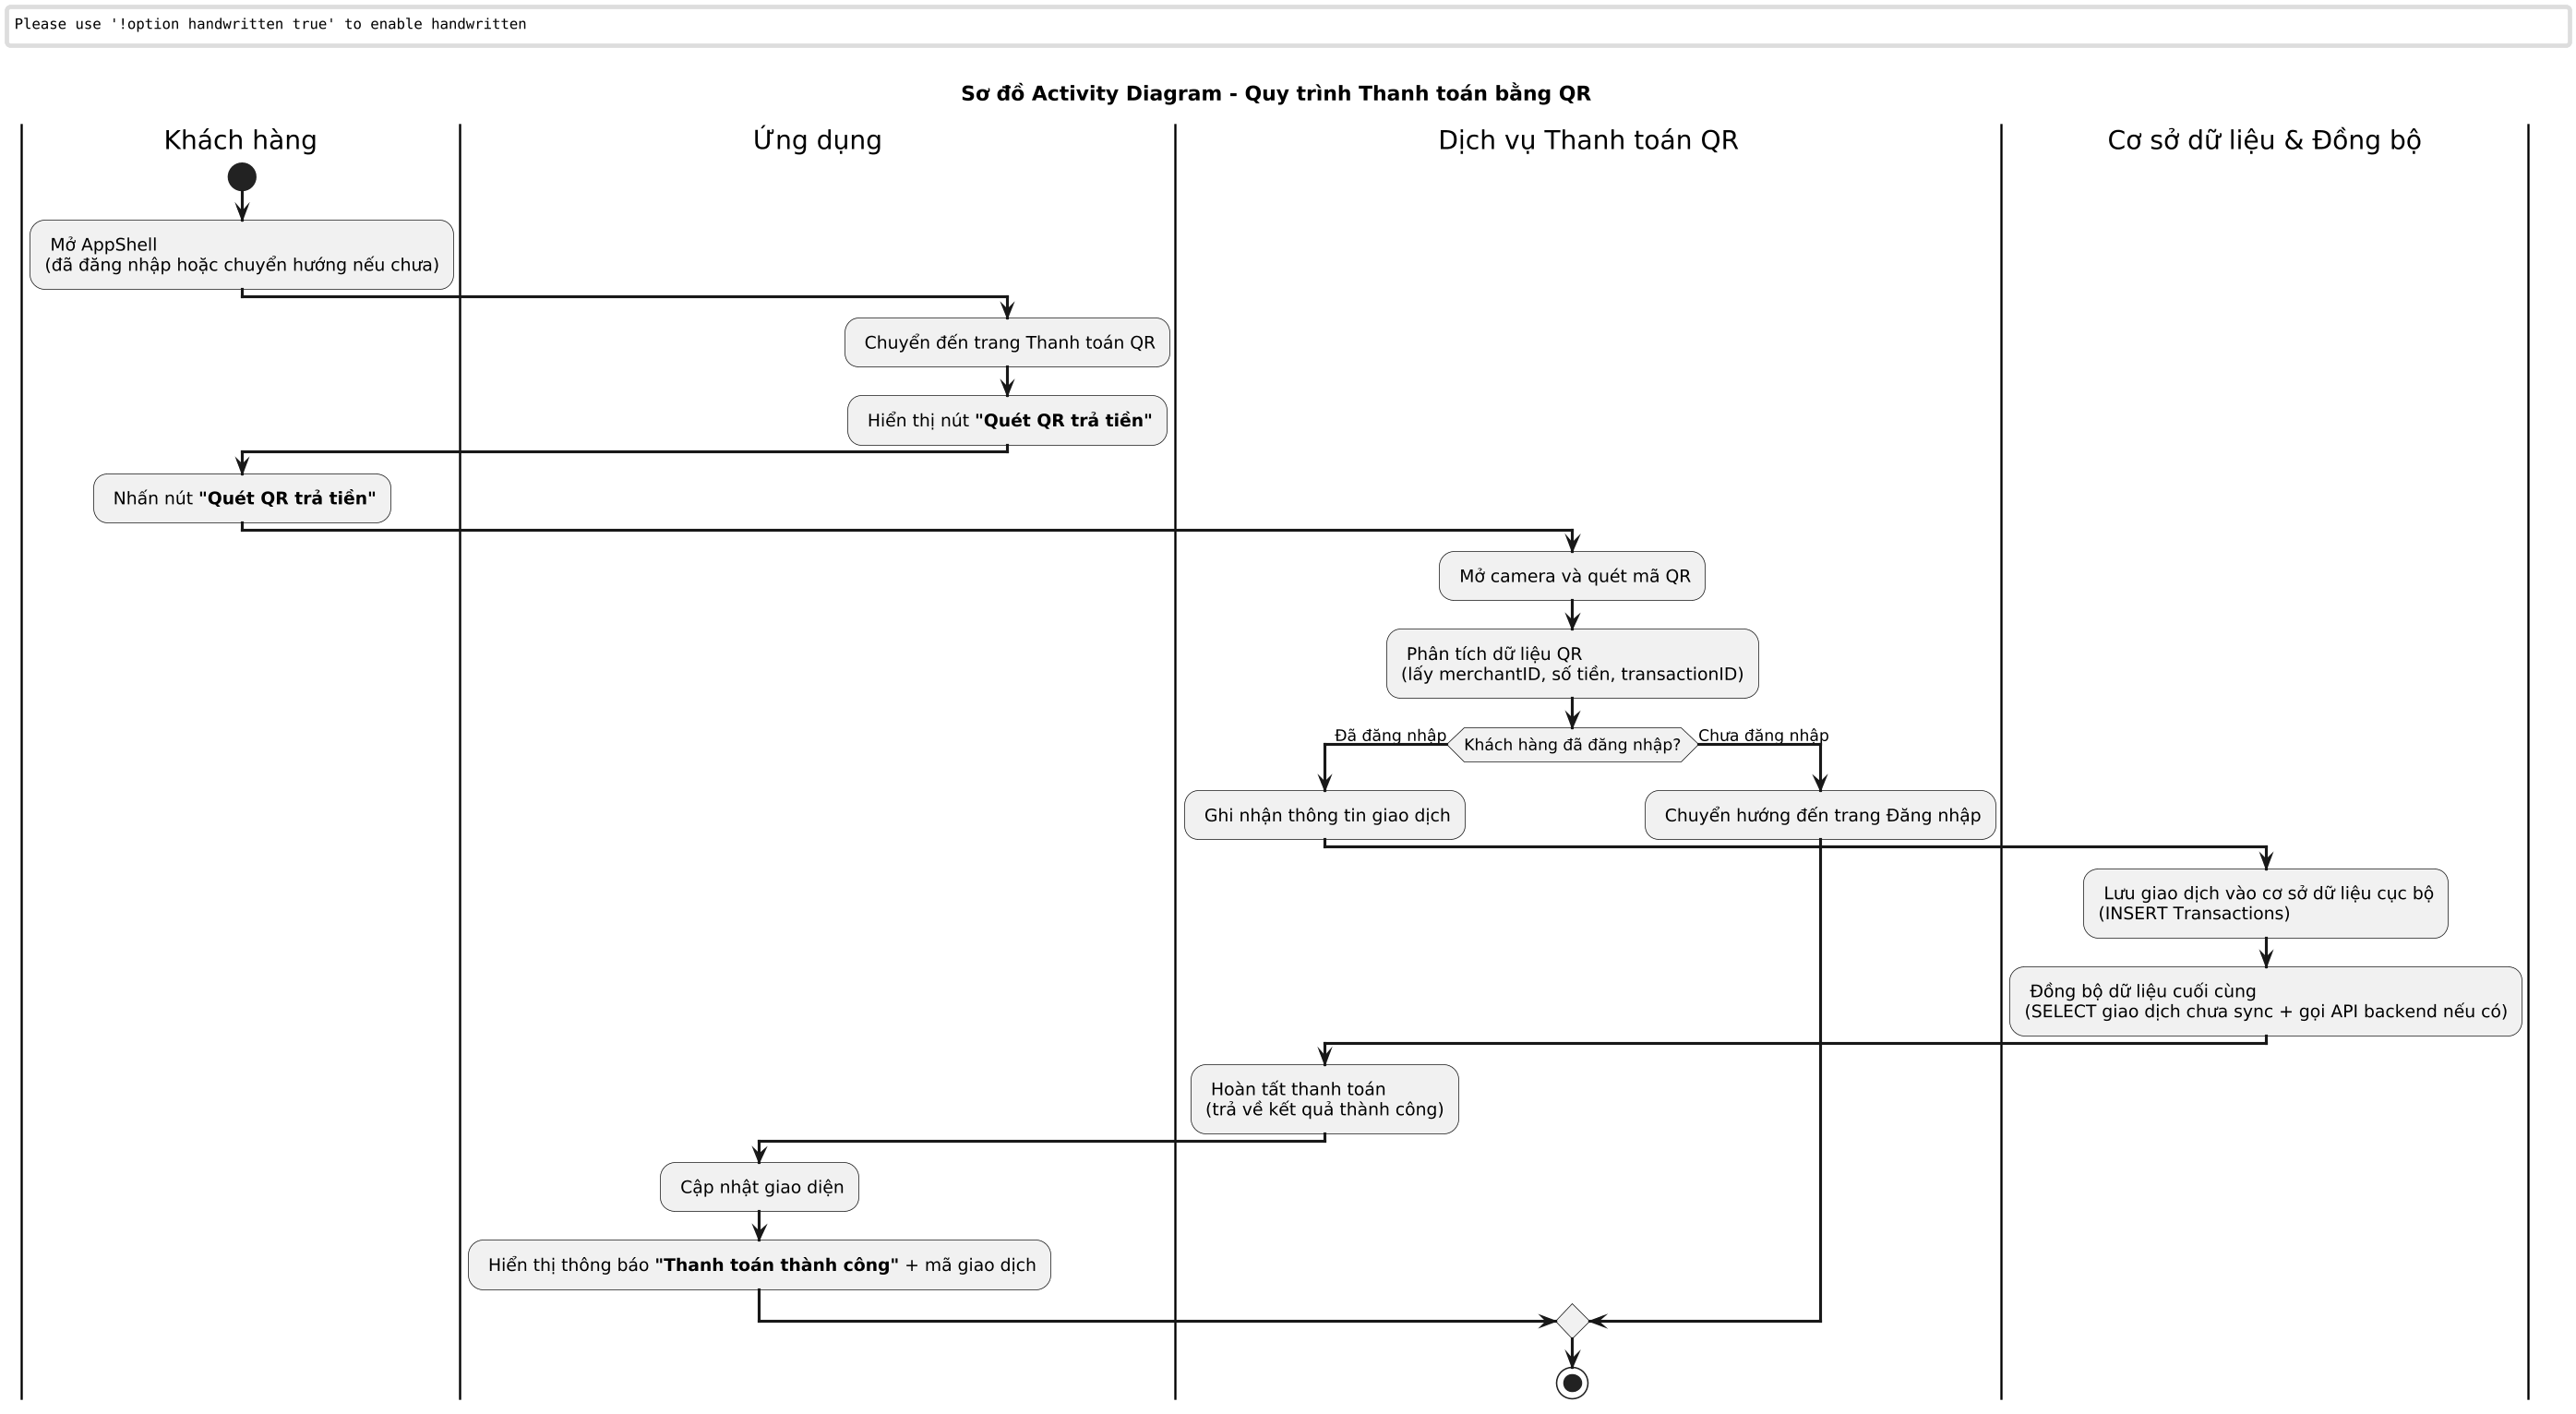 Please use '!option handwritten true' to enable handwritten
Sơ đồ Activity Diagram - Quy trình Thanh toán bằng QR
Khách hàng
Ứng dụng
Dịch vụ Thanh toán QR
Cơ sở dữ liệu & Đồng bộ
Mở AppShell
(đã đăng nhập hoặc chuyển hướng nếu chưa)
Chuyển đến trang Thanh toán QR
Hiển thị nút "Quét QR trả tiền"
Nhấn nút "Quét QR trả tiền"
Mở camera và quét mã QR
Phân tích dữ liệu QR
(lấy merchantID, số tiền, transactionID)
Đã đăng nhập
Khách hàng đã đăng nhập?
Chưa đăng nhập
Ghi nhận thông tin giao dịch
Chuyển hướng đến trang Đăng nhập
Lưu giao dịch vào cơ sở dữ liệu cục bộ
(INSERT Transactions)
Đồng bộ dữ liệu cuối cùng
(SELECT giao dịch chưa sync + gọi API backend nếu có)
Hoàn tất thanh toán
(trả về kết quả thành công)
Cập nhật giao diện
Hiển thị thông báo "Thanh toán thành công" + mã giao dịch